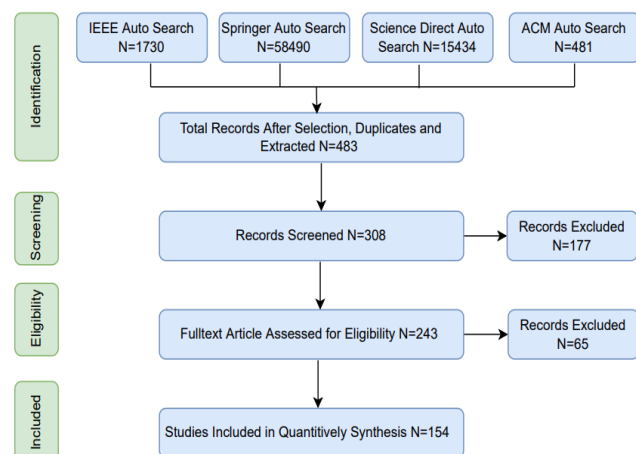 Identification
IEEE Auto Search
N=1730
Springer Auto Search
N=58490
Science Direct Auto
Search N=15434
ACM Auto Search
N=481
Total Records After Selection, Duplicates and
Extracted N=483
Screening
Records Screened N=308
Records Excluded
N=177
Eligibility
Fulltext Article Assessed for Eligibility N=243
Records Excluded
N=65
Included
Studies Included in Quantitively Synthesis N=154